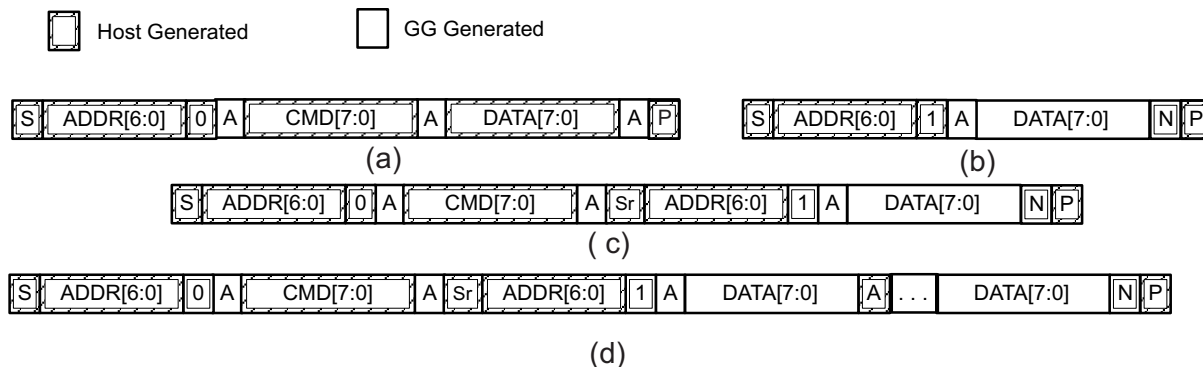 Host Generated GG Generated
S ADDR[6:0] 0 A CMD[7:0] A DATA[7:0] A P S ADDR[6:0] 1 A DATA[7:0] N P
(a) (b)
S ADDR[6:0] 0 A CMD[7:0] A Sr ADDR[6:0] 1 A DATA[7:0] N P
( c)
S ADDR[6:0] 0 A CMD[7:0] A Sr ADDR[6:0] 1 A DATA[7:0] A . . . DATA[7:0] N P
(d)